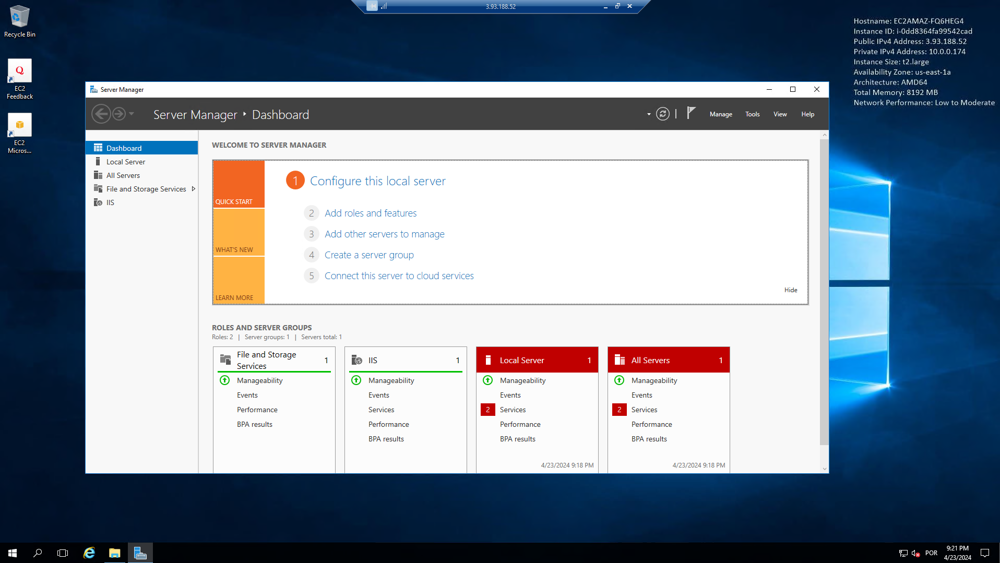 3.93.188.52
Recycle Bin
EC2
Feedback
EC2
Micros...
Hostname: EC2AMAZ-FQ6HEG4
Instance ID: i-0dd8364fa99542cad
Public IPv4 Address: 3.93.188.52
Private IPv4 Address: 10.0.0.174
Instance Size: t2.large
Availability Zone: us-east-1a
Architecture: AMD64
Total Memory: 8192 MB
Network Performance: Low to Moderate
Server Manager
Server Manager Dashboard
Manage Tools View Help
Dashboard
Local Server
All Servers
File and Storage Services
IIS
WELCOME TO SERVER MANAGER
QUICK START
WHAT'S NEW
LEARN MORE
1 Configure this local server
2 Add roles and features
3 Add other servers to manage
4 Create a server group
5 Connect this server to cloud services
Hide
ROLES AND SERVER GROUPS
Roles: 2 | Server groups: 1 | Servers total: 1
File and Storage
Services 1
Manageability
Events
Performance
BPA results
IIS 1
Manageability
Events
Services
Performance
BPA results
Local Server 1
Manageability
Events
2 Services
Performance
BPA results
4/23/2024 9:18 PM
All Servers 1
Manageability
Events
2 Services
Performance
BPA results
4/23/2024 9:18 PM
POR
9:21 PM
4/23/2024